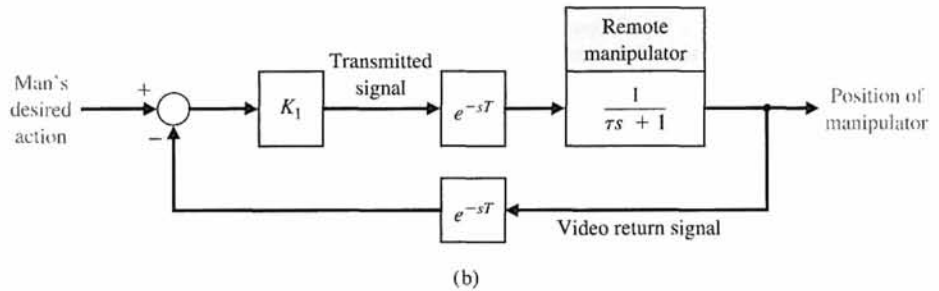 Remote
manipulator
Transmitted
signal
Man's
desired
action
+
−
K₁
e^{-sT}
1
τs + 1
Position of
manipulator
e^{-sT}
Video return signal
(b)